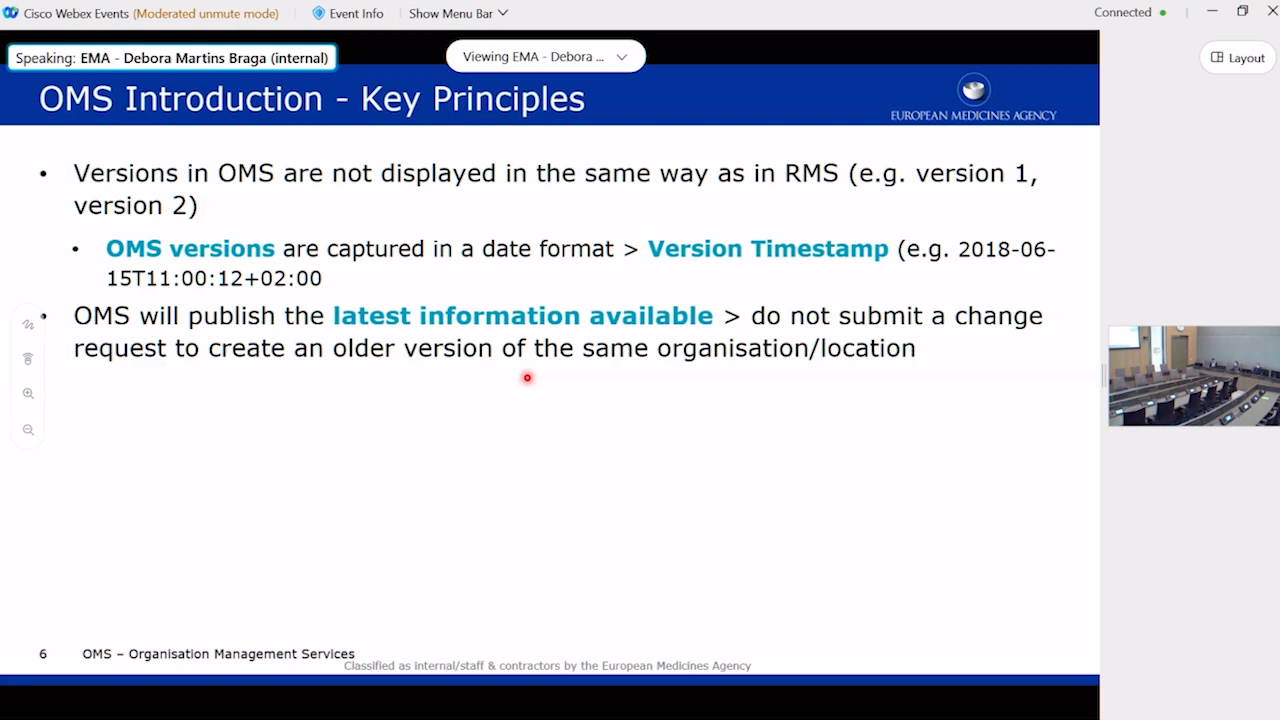 Cisco Webex Events (Moderated unmute mode)
Event Info
Show Menu Bar
Connected
Speaking: EMA - Debora Martins Braga (internal)
Viewing EMA - Debora ...
Layout
OMS Introduction - Key Principles
EUROPEAN MEDICINES AGENCY
• Versions in OMS are not displayed in the same way as in RMS (e.g. version 1,
version 2)
• OMS versions are captured in a date format > Version Timestamp (e.g. 2018-06-
15T11:00:12+02:00
• OMS will publish the latest information available > do not submit a change
request to create an older version of the same organisation/location
6
OMS – Organisation Management Services
Classified as internal/staff & contractors by the European Medicines Agency